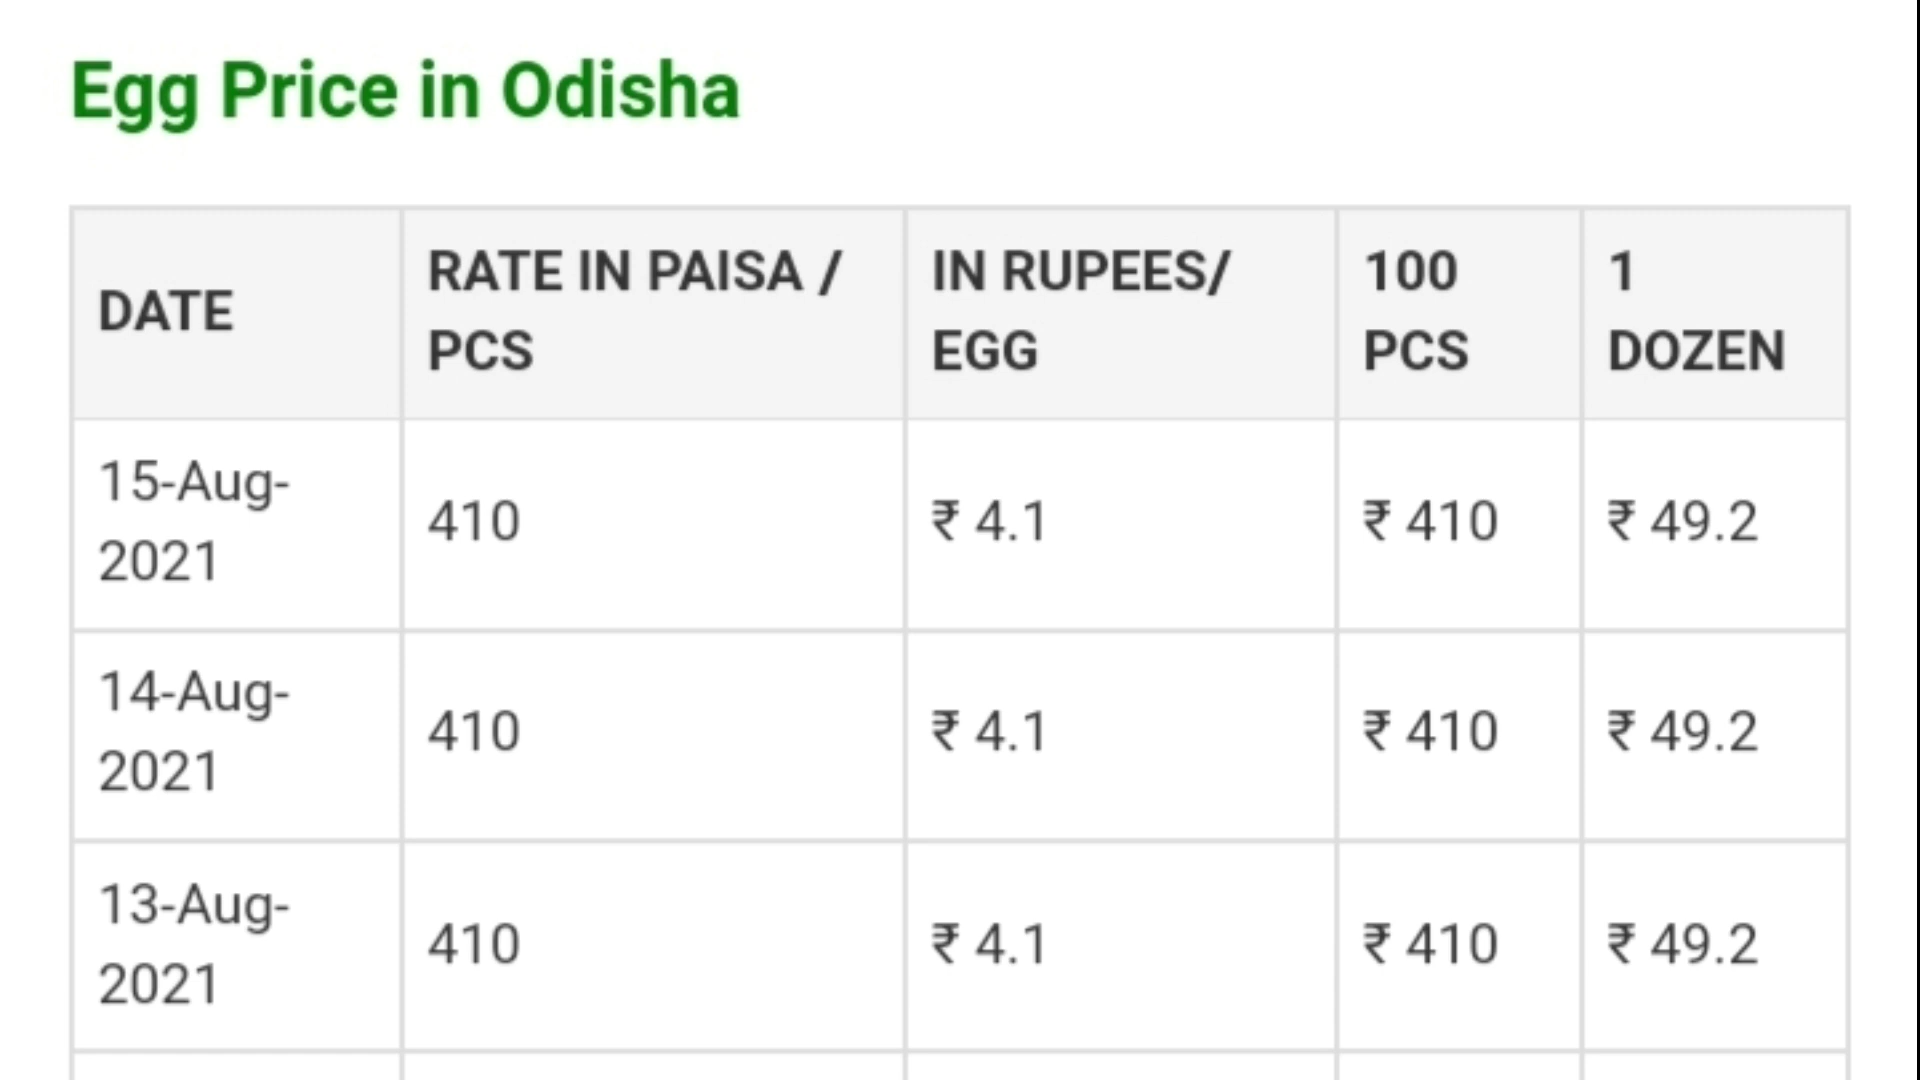 Egg Price in Odisha
DATE
RATE IN PAISA /
PCS
IN RUPEES/
EGG
100
PCS
1
DOZEN
15-Aug-
2021
410
₹ 4.1
₹ 410
₹ 49.2
14-Aug-
2021
410
₹ 4.1
₹ 410
₹ 49.2
13-Aug-
2021
410
₹ 4.1
₹ 410
₹ 49.2